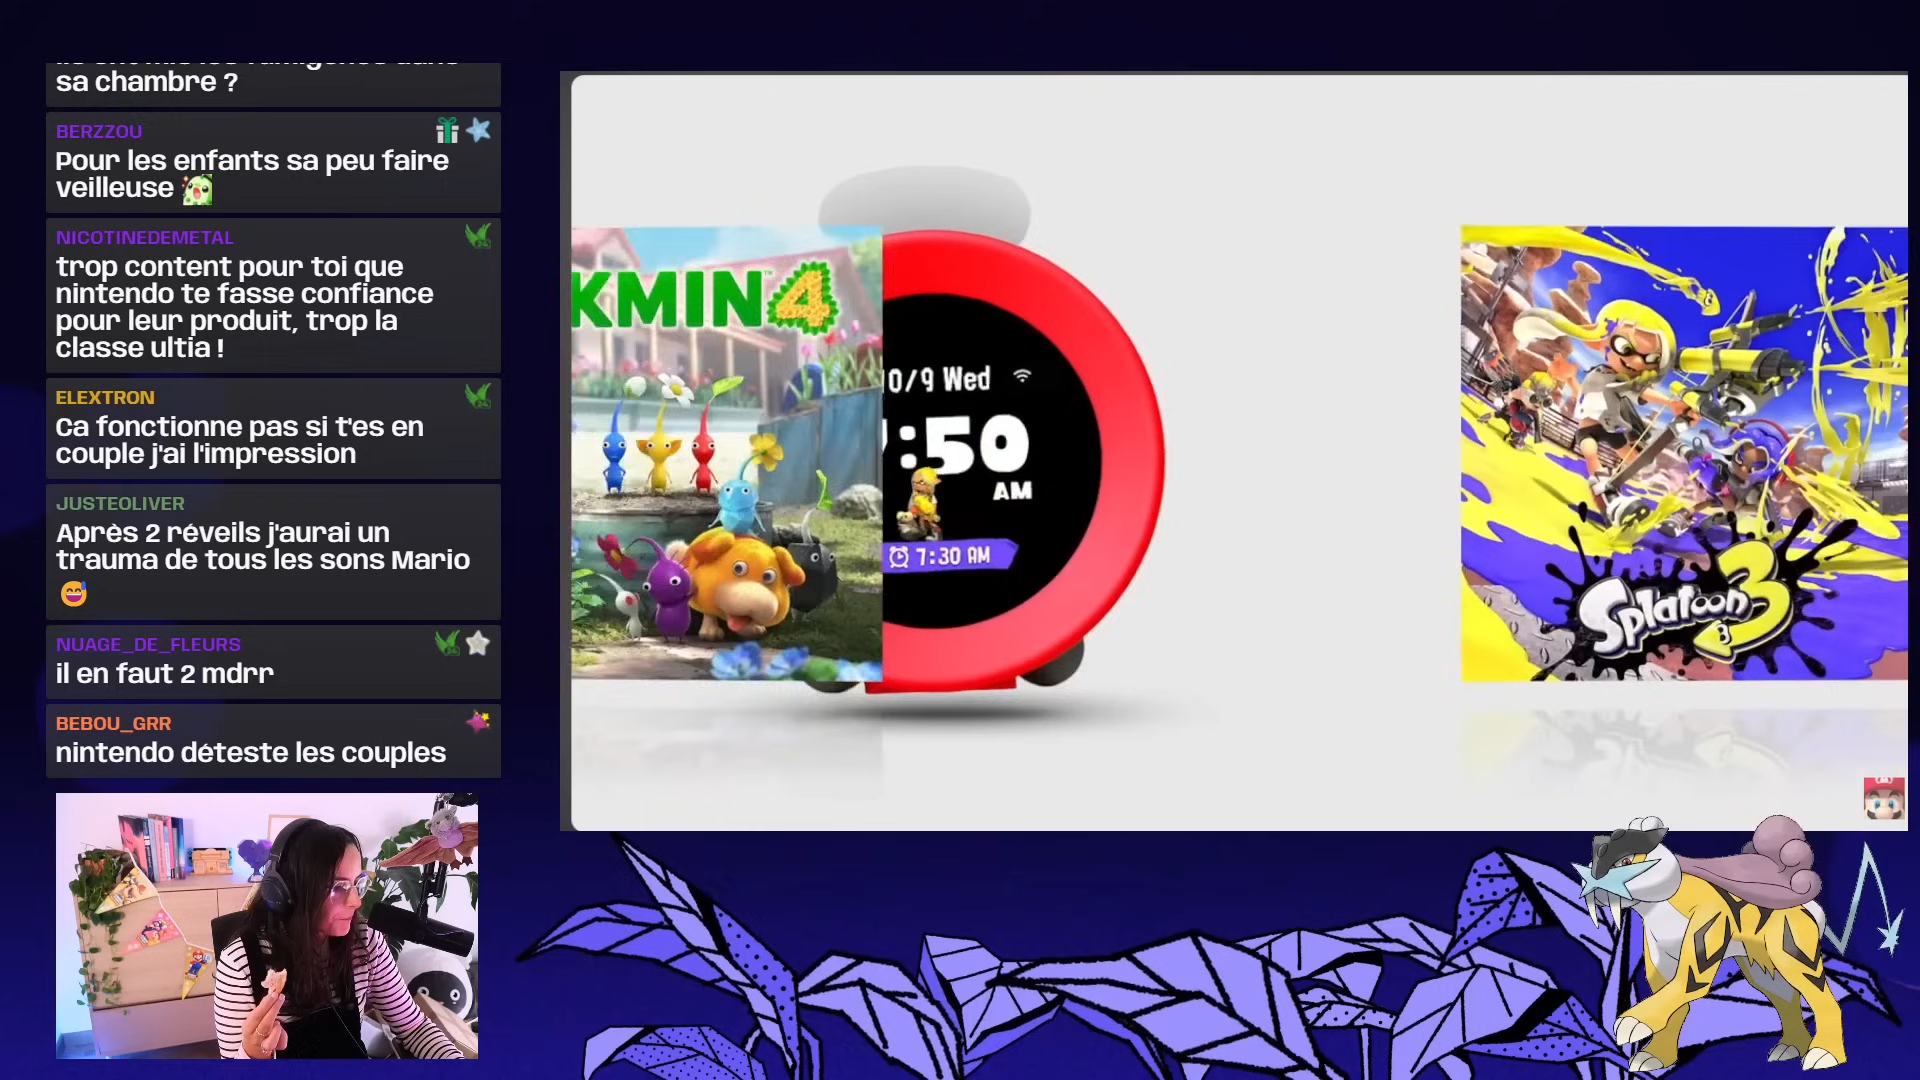 sa chambre ?
BERZZOU
Pour les enfants sa peu faire
veilleuse
NICOTINEDEMETAL
trop content pour toi que
nintendo te fasse confiance
pour leur produit, trop la
classe ultia !
ELEXTRON
Ca fonctionne pas si t'es en
couple j'ai l'impression
JUSTEOLIVER
Après 2 réveils j'aurai un
trauma de tous les sons Mario
NUAGE_DE_FLEURS
il en faut 2 mdrr
BEBOU_GRR
nintendo déteste les couples
KMIN 4
0/9 Wed
:50
AM
7:30 AM
Splatoon 3